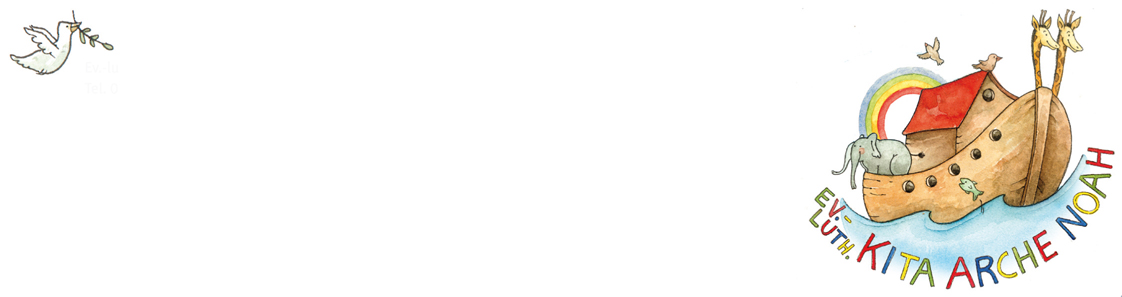 EV.-
LUTH. KITA ARCHE NOAH